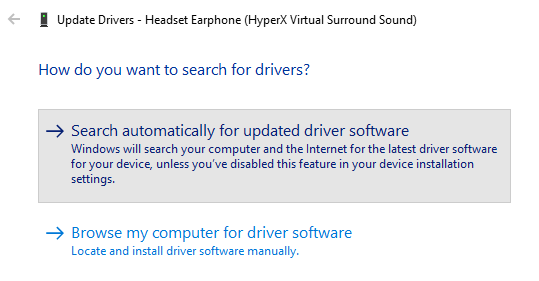 Update Drivers - Headset Earphone (HyperX Virtual Surround Sound)
How do you want to search for drivers?
Search automatically for updated driver software
Windows will search your computer and the Internet for the latest driver software
for your device, unless you've disabled this feature in your device installation
settings.
Browse my computer for driver software
Locate and install driver software manually.